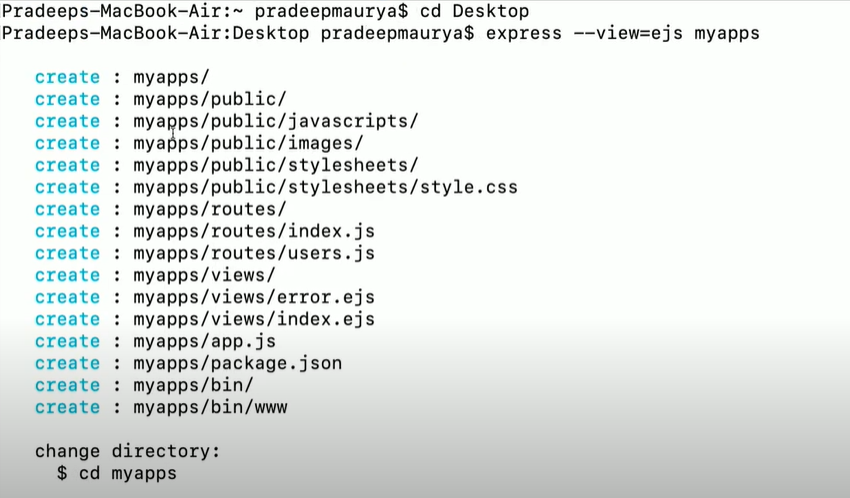 Pradeeps-MacBook-Air:~ pradeepmaurya$ cd Desktop
Pradeeps-MacBook-Air:Desktop pradeepmaurya$ express --view=ejs myapps
create : myapps/
create : myapps/public/
create : myapps/public/javascripts/
create : myapps/public/images/
create : myapps/public/stylesheets/
create : myapps/public/stylesheets/style.css
create : myapps/routes/
create : myapps/routes/index.js
create : myapps/routes/users.js
create : myapps/views/
create : myapps/views/error.ejs
create : myapps/views/index.ejs
create : myapps/app.js
create : myapps/package.json
create : myapps/bin/
create : myapps/bin/www
change directory:
$ cd myapps